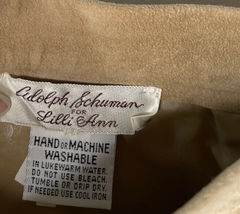 Adolph Schuman
FOR
Lilli Ann
HAND OR MACHINE
WASHABLE
IN LUKEWARM WATER.
DO NOT USE BLEACH.
TUMBLE OR DRIP DRY.
IF NEEDED USE COOL IRON